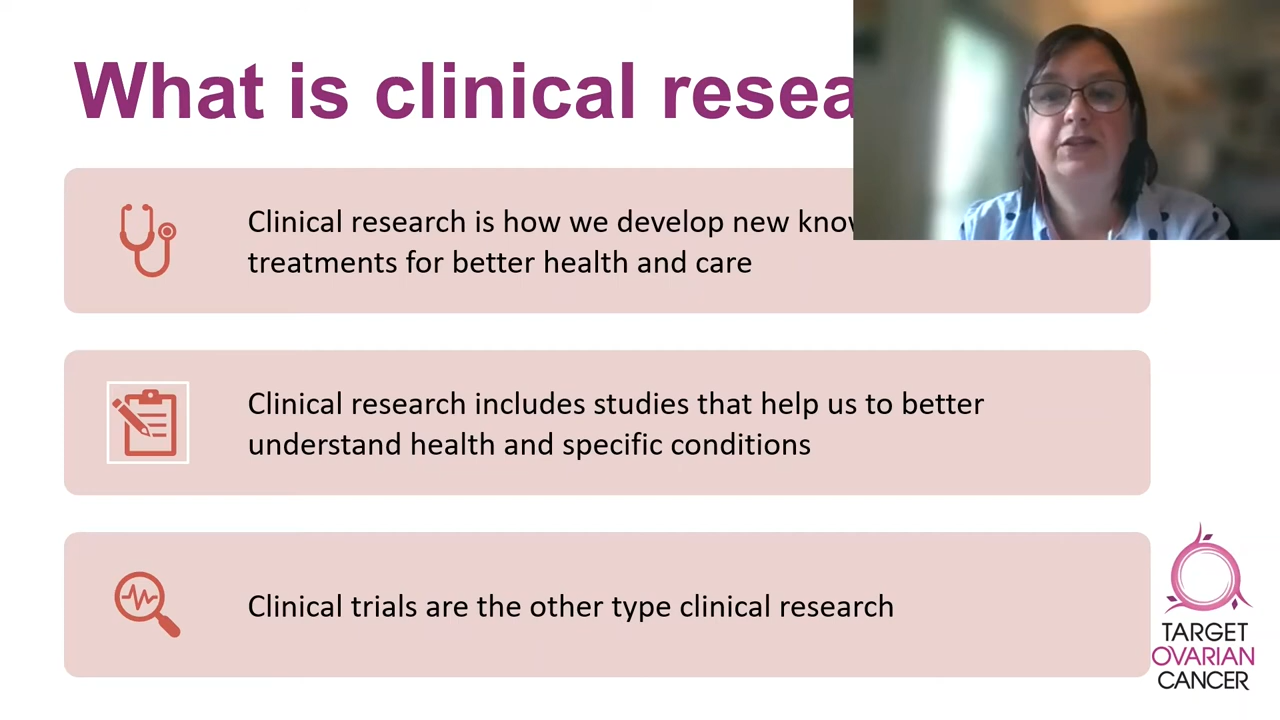 What is clinical resea
Clinical research is how we develop new know
treatments for better health and care
Clinical research includes studies that help us to better
understand health and specific conditions
Clinical trials are the other type clinical research
TARGET
OVARIAN
CANCER